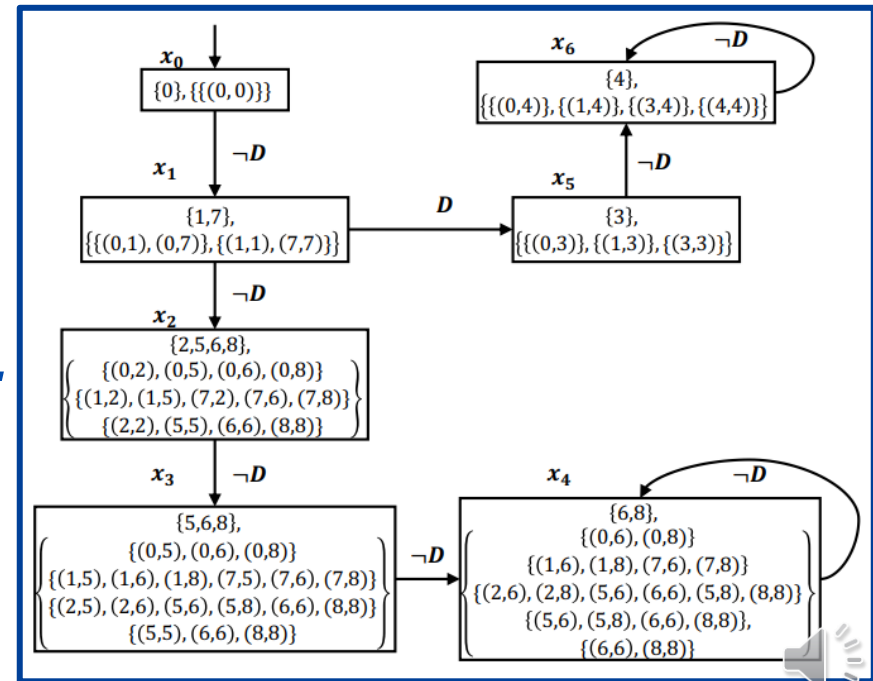 x₀
{0}, {{(0, 0)}}
¬D
x₁
{1,7},
{{(0,1), (0,7)}, {(1,1), (7,7)}}
D
x₅
{3},
{{(0,3)}, {(1,3)}, {(3,3)}}
¬D
x₆
{4},
{{(0,4)}, {(1,4)}, {(3,4)}, {(4,4)}}
¬D
¬D
x₂
{2,5,6,8},
{(0,2), (0,5), (0,6), (0,8)}
{(1,2), (1,5), (7,2), (7,6), (7,8)}
{(2,2), (5,5), (6,6), (8,8)}
x₃
¬D
{5,6,8},
{(0,5), (0,6), (0,8)}
{(1,5), (1,6), (1,8), (7,5), (7,6), (7,8)}
{(2,5), (2,6), (5,6), (5,8), (6,6), (8,8)}
{(5,5), (6,6), (8,8)}
¬D
x₄
¬D
{6,8},
{(0,6), (0,8)}
{(1,6), (1,8), (7,6), (7,8)}
{(2,6), (2,8), (5,6), (6,6), (5,8), (8,8)}
{(5,6), (5,8), (6,6), (8,8)},
{(6,6), (8,8)}